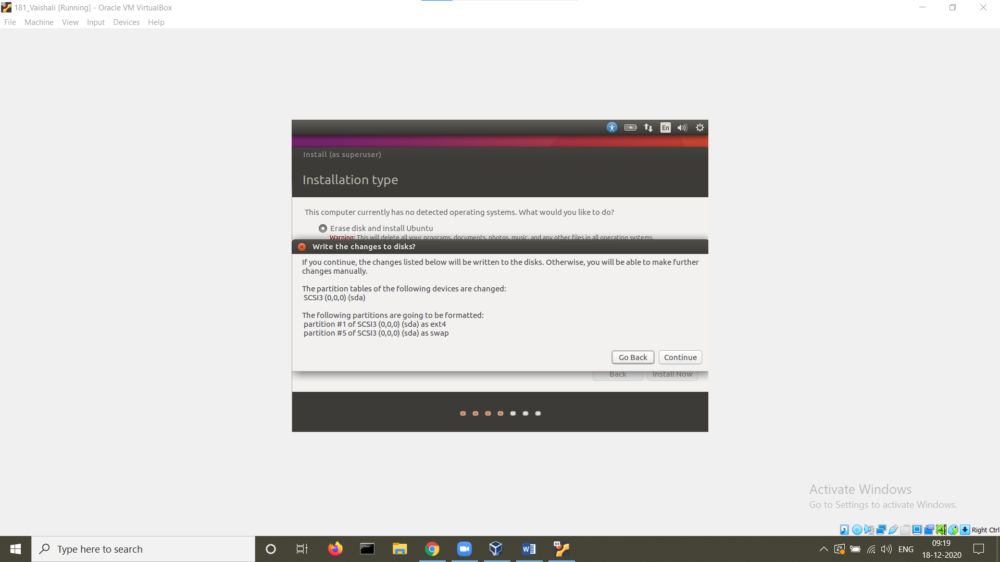 181_Vaishali [Running] - Oracle VM VirtualBox
File Machine View Input Devices Help
En
Install (as superuser)
Installation type
This computer currently has no detected operating systems. What would you like to do?
Erase disk and install Ubuntu
Warning: This will delete all your programs, documents, photos, music, and any other files in all operating systems.
Write the changes to disks?
If you continue, the changes listed below will be written to the disks. Otherwise, you will be able to make further
changes manually.
The partition tables of the following devices are changed:
SCSI3 (0,0,0) (sda)
The following partitions are going to be formatted:
partition #1 of SCSI3 (0,0,0) (sda) as ext4
partition #5 of SCSI3 (0,0,0) (sda) as swap
Go Back Continue
Back Install Now
Activate Windows
Go to Settings to activate Windows.
Right Ctrl
Type here to search
64
ENG
09:19
18-12-2020